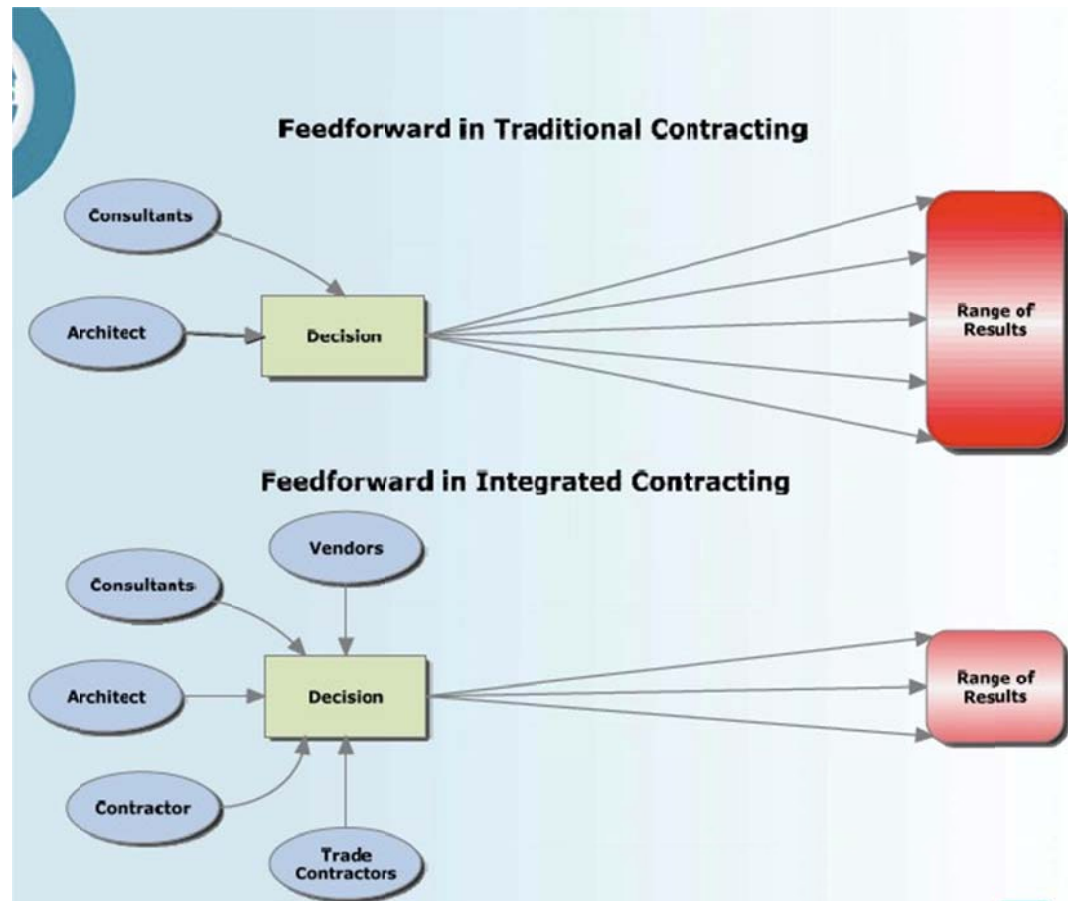 Feedforward in Traditional Contracting
Consultants
Architect
Decision
Range of
Results
Feedforward in Integrated Contracting
Vendors
Consultants
Architect
Decision
Range of
Results
Contractor
Trade
Contractors